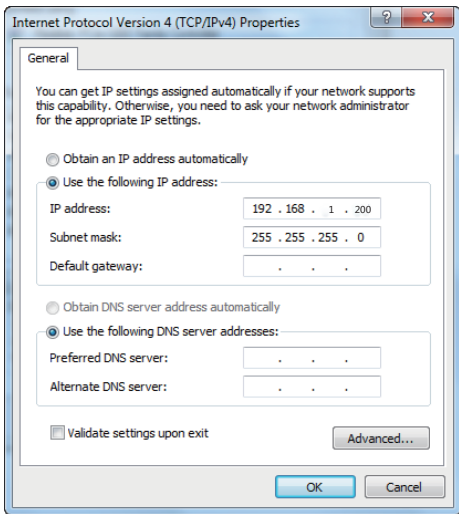 Internet Protocol Version 4 (TCP/IPv4) Properties
General
You can get IP settings assigned automatically if your network supports
this capability. Otherwise, you need to ask your network administrator
for the appropriate IP settings.
Obtain an IP address automatically
Use the following IP address:
IP address: 192 . 168 . 1 . 200
Subnet mask: 255 . 255 . 255 . 0
Default gateway: . . .
Obtain DNS server address automatically
Use the following DNS server addresses:
Preferred DNS server: . . .
Alternate DNS server: . . .
Validate settings upon exit
Advanced...
OK Cancel